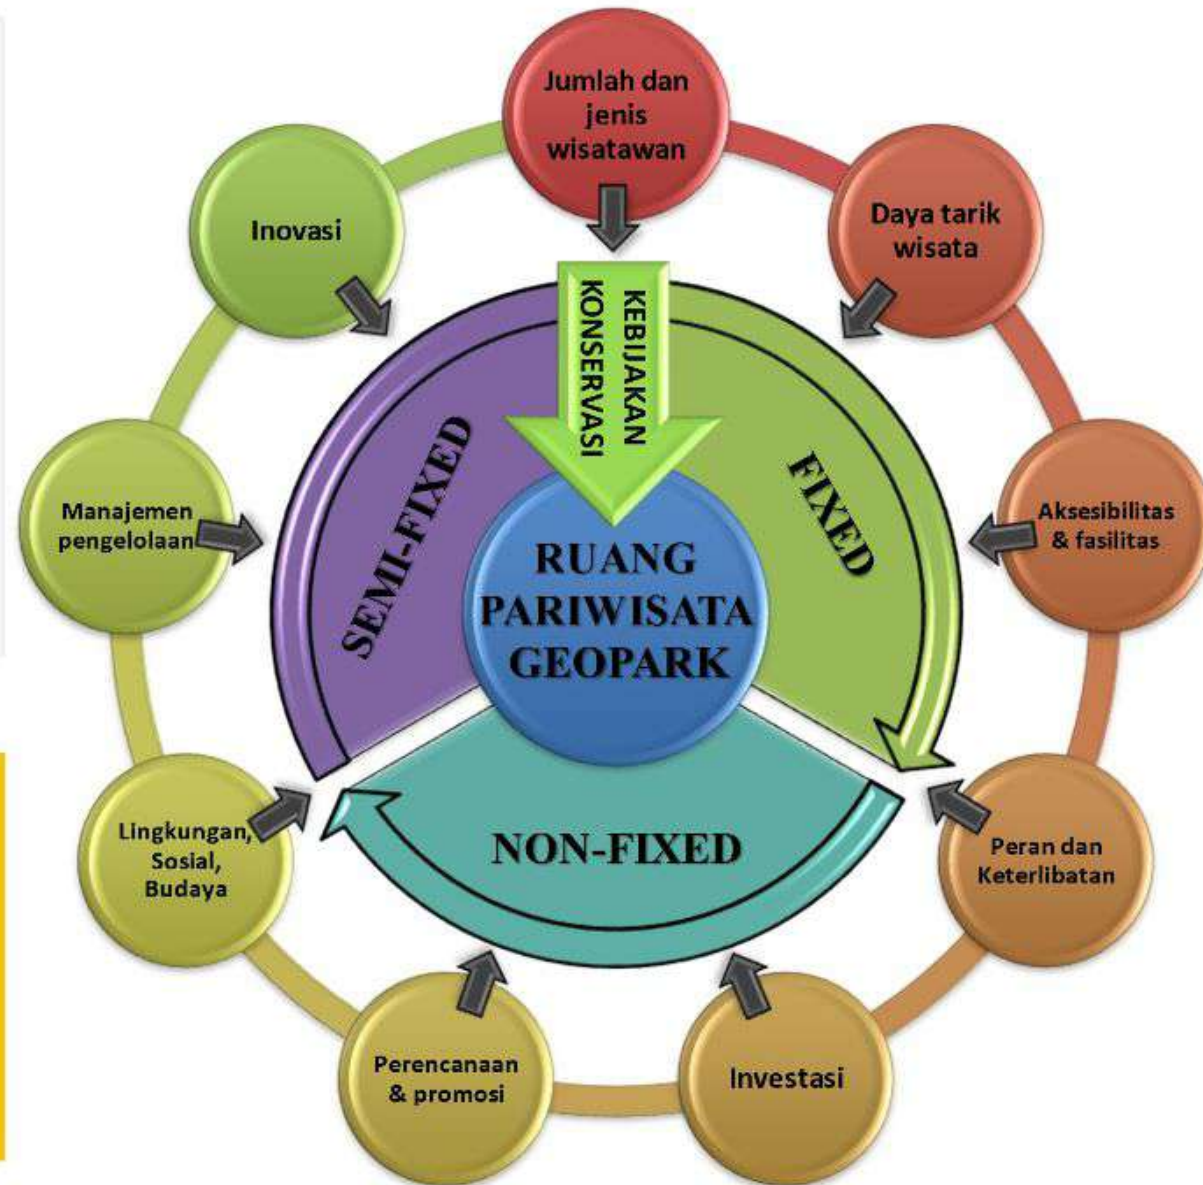 Jumlah dan
jenis
wisatawan
Daya tarik
wisata
Aksesibilitas
& fasilitas
Peran dan
Keterlibatan
Investasi
Perencanaan
& promosi
Lingkungan,
Sosial,
Budaya
Manajemen
pengelolaan
Inovasi
KEBIJAKAN
KONSERVASI
FIXED
NON-FIXED
SEMI-FIXED
RUANG
PARIWISATA
GEOPARK